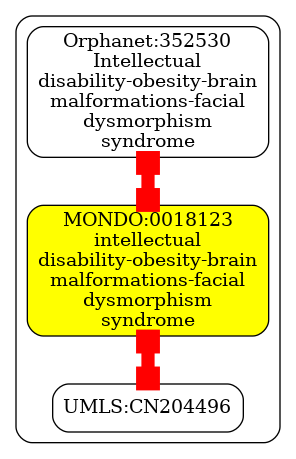 Orphanet:352530
Intellectual
disability-obesity-brain
malformations-facial
dysmorphism
syndrome
MONDO:0018123
intellectual
disability-obesity-brain
malformations-facial
dysmorphism
syndrome
UMLS:CN204496